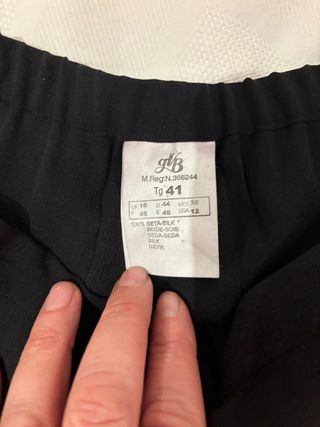 gVB
M.Reg:N.366244
Tg 41
UK 16 D 44 MEX 38
F 46 E 48 USA 12
100% SETA-SILK *
SEIDE-SOIE
SEDA-SEDA
SILK